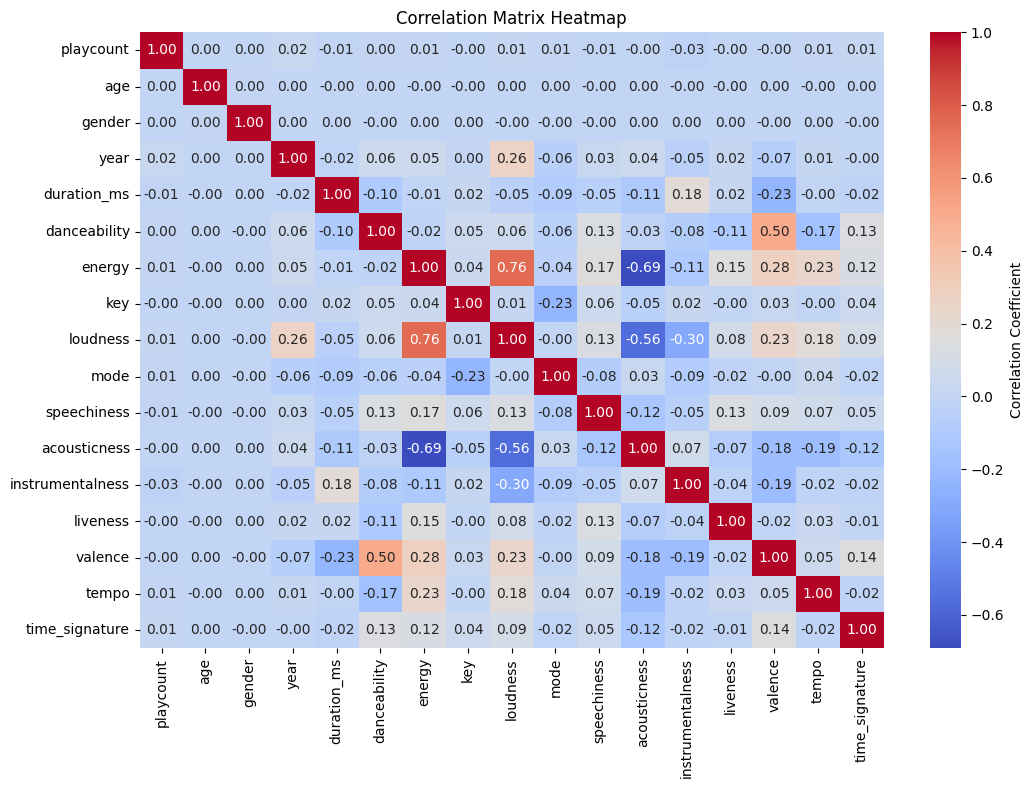 Correlation Matrix Heatmap
playcount 1.00 0.00 0.00 0.02 -0.01 0.00 0.01 -0.00 0.01 0.01 -0.01 -0.00 -0.03 -0.00 -0.00 0.01 0.01
age 0.00 1.00 0.00 0.00 -0.00 0.00 -0.00 -0.00 0.00 0.00 -0.00 0.00 -0.00 0.00 0.00 0.00 0.00
gender 0.00 0.00 1.00 0.00 0.00 -0.00 0.00 0.00 -0.00 -0.00 -0.00 0.00 0.00 0.00 -0.00 0.00 -0.00
year 0.02 0.00 0.00 1.00 -0.02 0.06 0.05 0.00 0.26 -0.06 0.03 0.04 -0.05 0.02 -0.07 0.01 -0.00
duration_ms -0.01 -0.00 0.00 -0.02 1.00 -0.10 -0.01 0.02 -0.05 -0.09 -0.05 -0.11 0.18 0.02 -0.23 -0.00 -0.02
danceability 0.00 0.00 -0.00 0.06 -0.10 1.00 -0.02 0.05 0.06 -0.06 0.13 -0.03 -0.08 -0.11 0.50 -0.17 0.13
energy 0.01 -0.00 0.00 0.05 -0.01 -0.02 1.00 0.04 0.76 -0.04 0.17 -0.69 -0.11 0.15 0.28 0.23 0.12
key -0.00 -0.00 0.00 0.00 0.02 0.05 0.04 1.00 0.01 -0.23 0.06 -0.05 0.02 -0.00 0.03 -0.00 0.04
loudness 0.01 0.00 -0.00 0.26 -0.05 0.06 0.76 0.01 1.00 -0.00 0.13 -0.56 -0.30 0.08 0.23 0.18 0.09
mode 0.01 0.00 -0.00 -0.06 -0.09 -0.06 -0.04 -0.23 -0.00 1.00 -0.08 0.03 -0.09 -0.02 -0.00 0.04 -0.02
speechiness -0.01 -0.00 -0.00 0.03 -0.05 0.13 0.17 0.06 0.13 -0.08 1.00 -0.12 -0.05 0.13 0.09 0.07 0.05
acousticness -0.00 0.00 0.00 0.04 -0.11 -0.03 -0.69 -0.05 -0.56 0.03 -0.12 1.00 0.07 -0.07 -0.18 -0.19 -0.12
instrumentalness -0.03 -0.00 0.00 -0.05 0.18 -0.08 -0.11 0.02 -0.30 -0.09 -0.05 0.07 1.00 -0.04 -0.19 -0.02 -0.02
liveness -0.00 0.00 0.00 0.02 0.02 -0.11 0.15 -0.00 0.08 -0.02 0.13 -0.07 -0.04 1.00 -0.02 0.03 -0.01
valence -0.00 0.00 -0.00 -0.07 -0.23 0.50 0.28 0.03 0.23 -0.00 0.09 -0.18 -0.19 -0.02 1.00 0.05 0.14
tempo 0.01 0.00 0.00 0.01 -0.00 -0.17 0.23 -0.00 0.18 0.04 0.07 -0.19 -0.02 0.03 0.05 1.00 -0.02
time_signature 0.01 0.00 -0.00 -0.00 -0.02 0.13 0.12 0.04 0.09 -0.02 0.05 -0.12 -0.02 -0.01 0.14 -0.02 1.00
playcount
age
gender
year
duration_ms
danceability
energy
key
loudness
mode
speechiness
acousticness
instrumentalness
liveness
valence
tempo
time_signature
1.0
0.8
0.6
0.4
0.2
0.0
−0.2
−0.4
−0.6
Correlation Coefficient